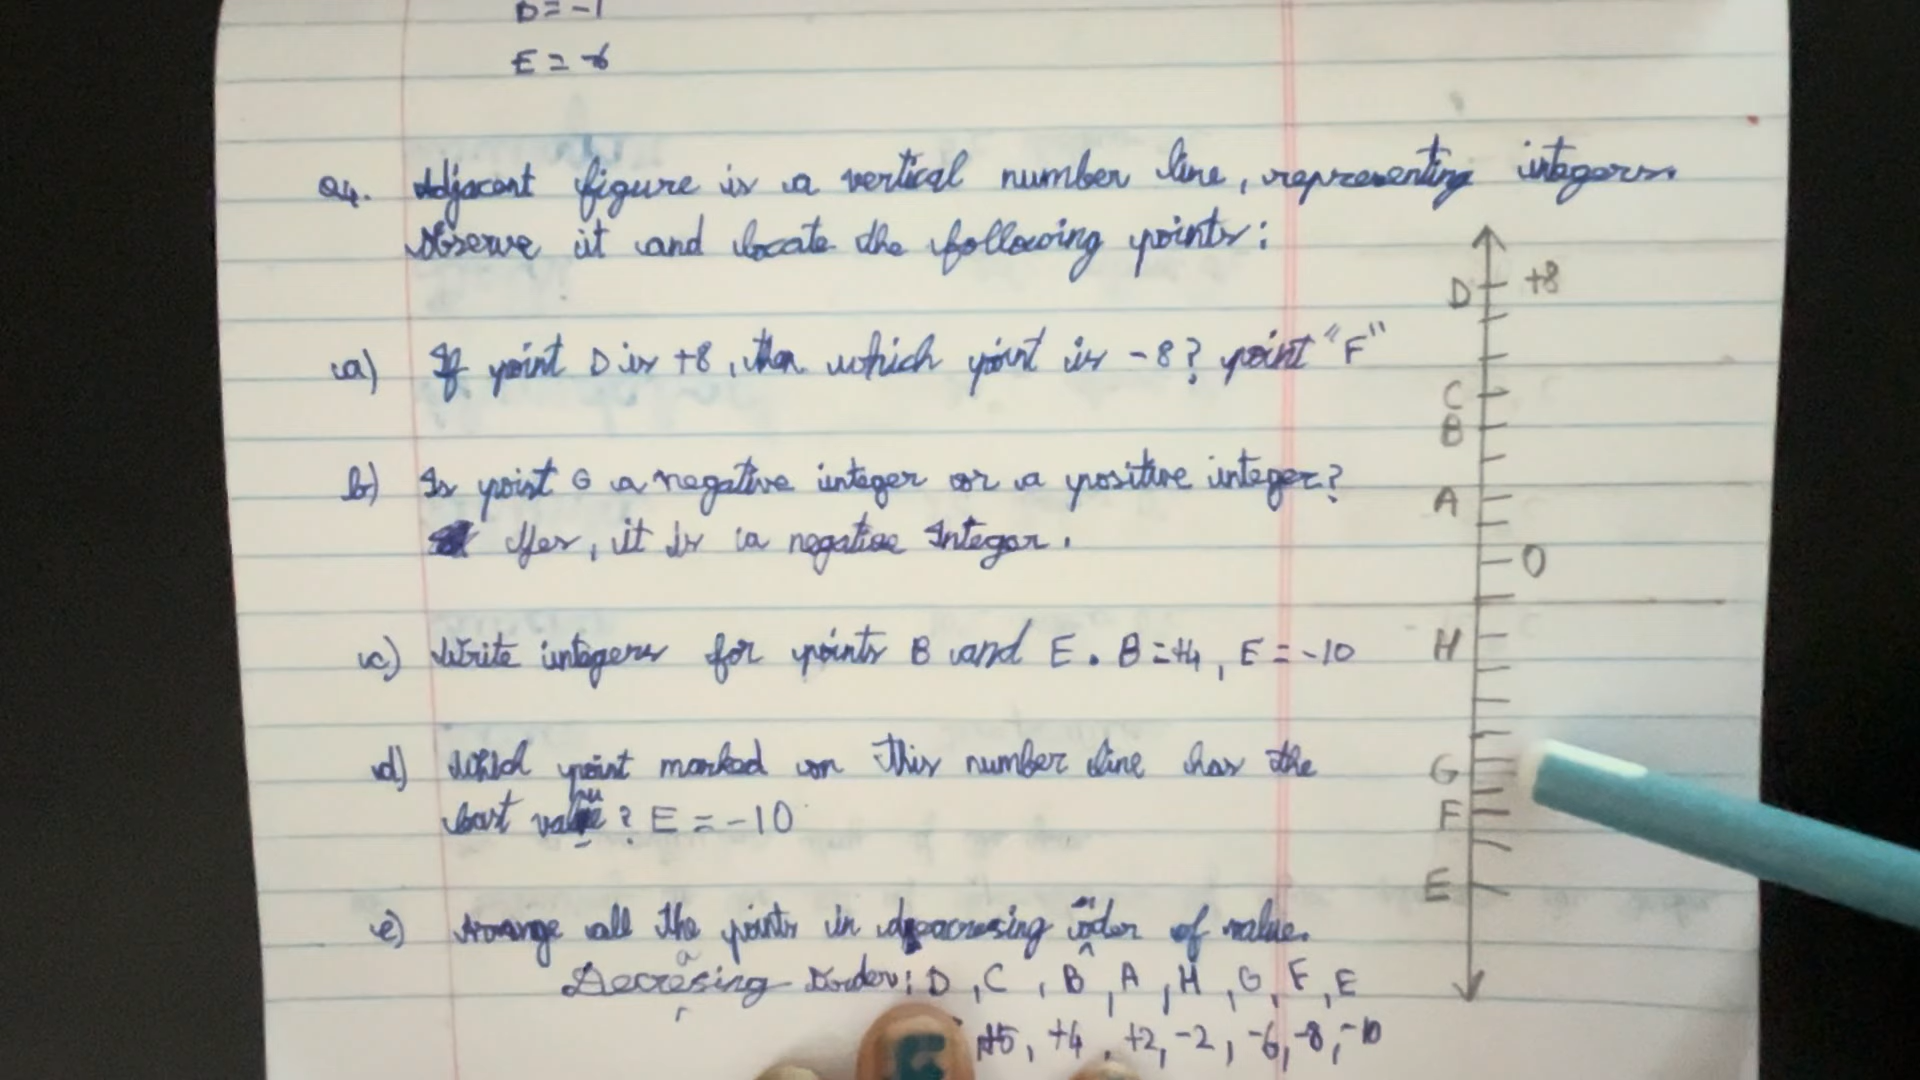 D = -1
E = -6
Q4. Adjacent figure is a vertical number line, representing integers.
Observe it and locate the following points:
D +8
a) If point D is +8, then which point is -8? point "F"
C
B
b) Is point G a negative integer or a positive integer?
A
Yes, it is a negative Integer.
0
c) Write integers for points B and E. B = +4, E = -10
H
d) Which point marked on this number line has the
G
least value? E = -10
F
E
e) Arrange all the points in decreasing order of value.
Decreasing Order: D, C, B, A, H, G, F, E
+5, +4, +2, -2, -6, -8, -10